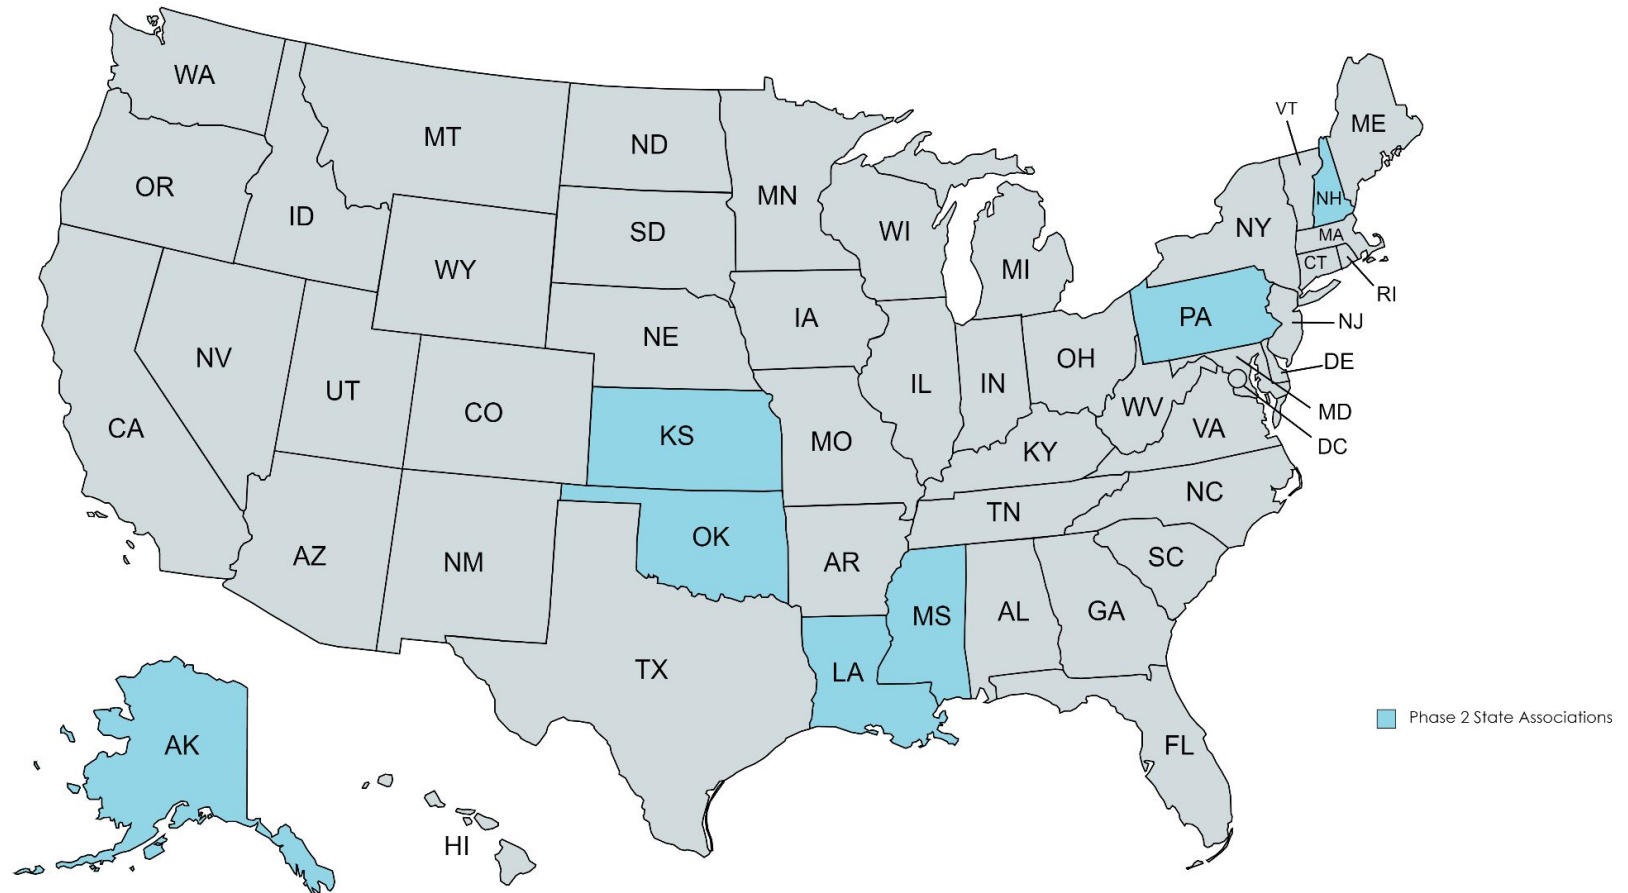 WA
OR
CA
NV
ID
MT
WY
UT
CO
AZ
NM
ND
SD
NE
KS
OK
TX
MN
IA
MO
AR
LA
WI
IL
MS
MI
IN
OH
KY
TN
AL
GA
FL
SC
NC
VA
WV
PA
NY
VT
NH
ME
MA
CT
RI
NJ
DE
MD
DC
AK
HI
Phase 2 State Associations